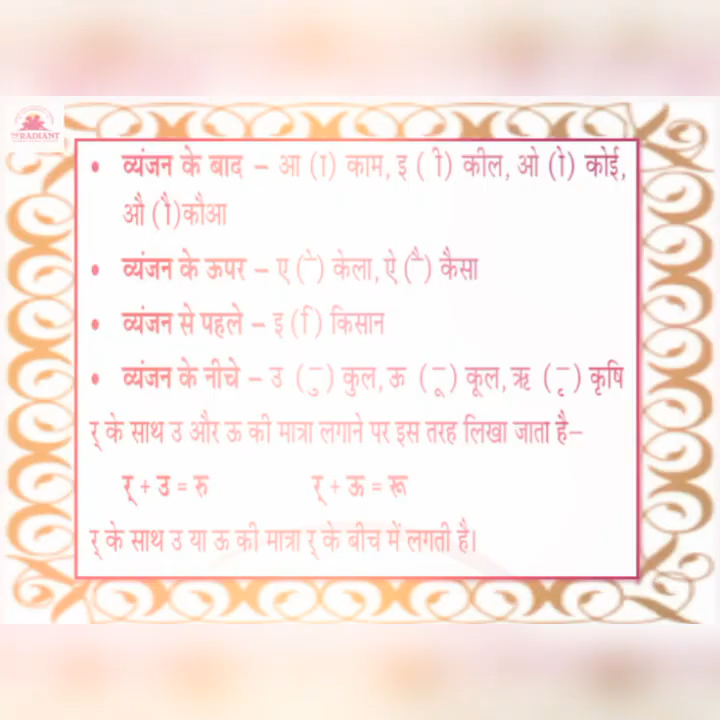 RADIANT
• व्यंजन के बाद – आ (ा) काम, इ ( ी) कील, ओ (ो) कोई,
औ (ौ)कौआ
• व्यंजन के ऊपर – ए (े) केला, ऐ (ै) कैसा
• व्यंजन से पहले – इ (ि) किसान
• व्यंजन के नीचे – उ (ु) कुल, ऊ (ू) कूल, ऋ (ृ) कृषि
र् के साथ उ और ऊ की मात्रा लगाने पर इस तरह लिखा जाता है–
र् + उ = रु र् + ऊ = रू
र् के साथ उ या ऊ की मात्रा र् के बीच में लगती है।